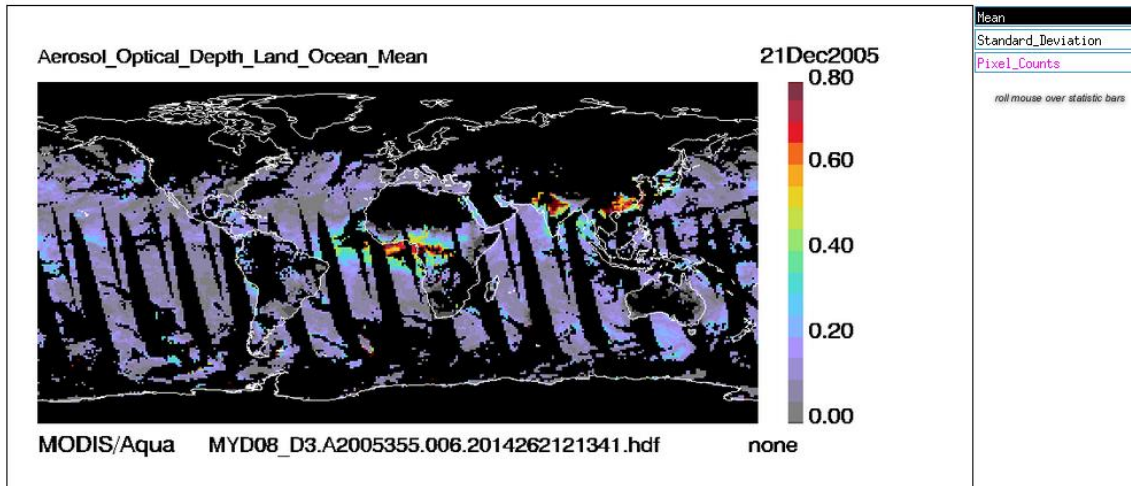 Aerosol_Optical_Depth_Land_Ocean_Mean
21Dec2005
0.80
0.60
0.40
0.20
0.00
MODIS/Aqua MYD08_D3.A2005355.006.2014262121341.hdf none
Mean
Standard_Deviation
Pixel_Counts
roll mouse over statistic bars